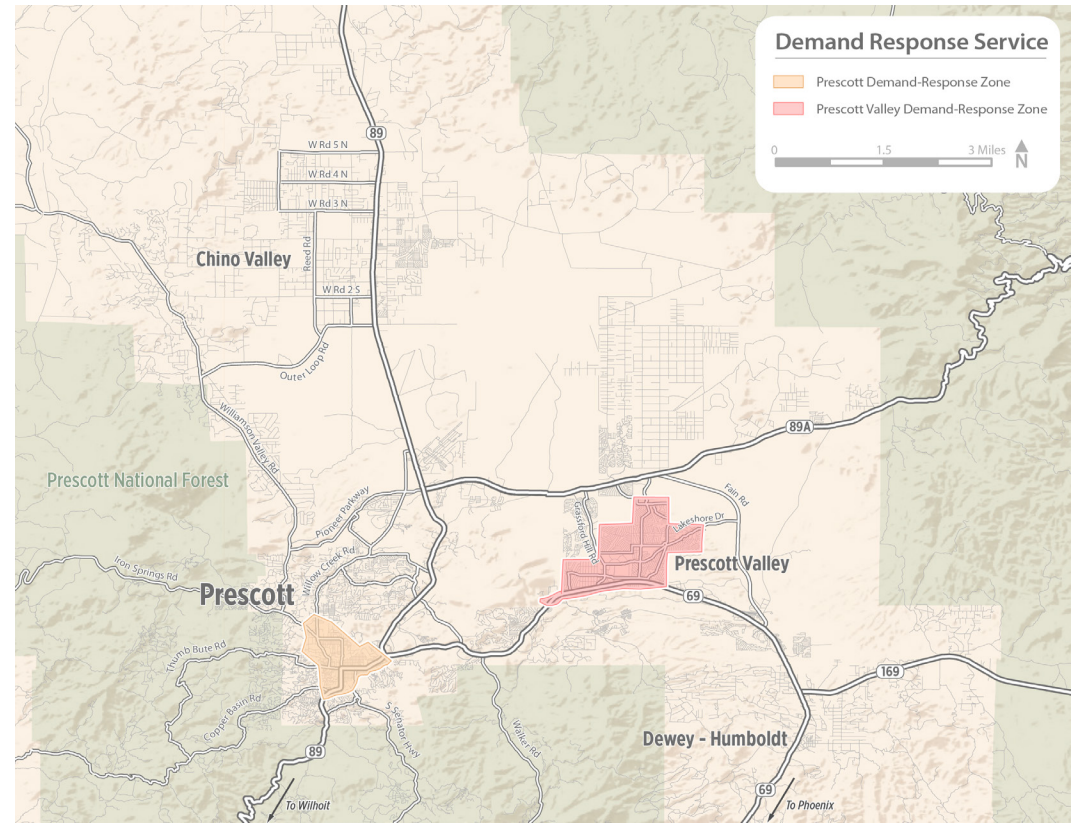 Demand Response Service
Prescott Demand-Response Zone
Prescott Valley Demand-Response Zone
0 1.5 3 Miles
N
89
W Rd 5 N
W Rd 4 N
W Rd 3 N
Reed Rd
Chino Valley
W Rd 2 S
Outer Loop Rd
Williamson Valley Rd
89A
Prescott National Forest
Pioneer Parkway
Fain Rd
Grassford Hill Rd
Lakeshore Dr
Willow Creek Rd
Iron Springs Rd
Prescott Valley
Prescott
69
Thumb Bute Rd
169
Copper Basin Rd
S Senator Hwy
Walker Rd
Dewey - Humboldt
89
69
To Wilhoit
To Phoenix